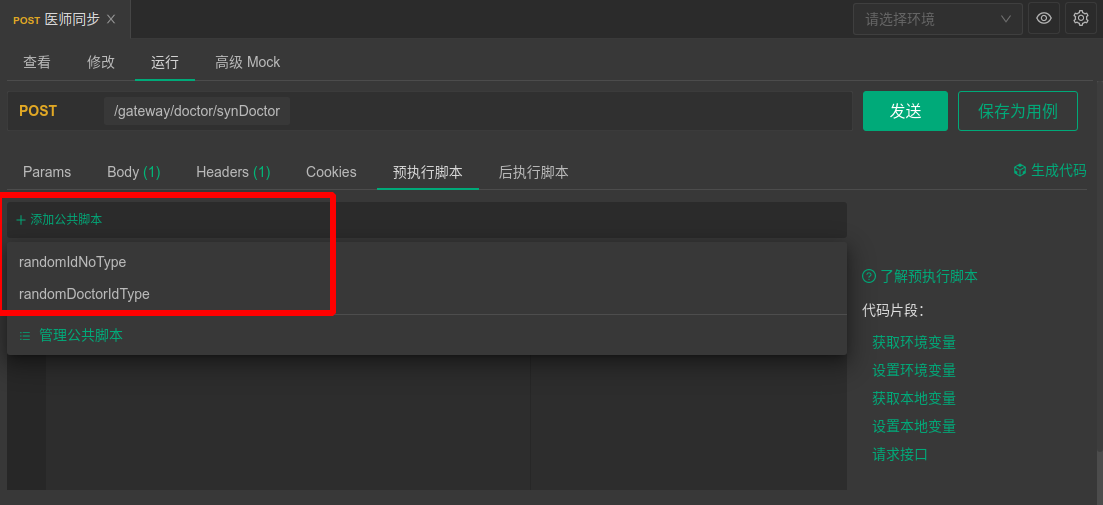 POST 医师同步
请选择环境
查看 修改 运行 高级 Mock
POST /gateway/doctor/synDoctor 发送 保存为用例
Params Body (1) Headers (1) Cookies 预执行脚本 后执行脚本 生成代码
添加公共脚本
randomIdNoType
randomDoctorIdType
管理公共脚本
了解预执行脚本
代码片段：
获取环境变量
设置环境变量
获取本地变量
设置本地变量
请求接口